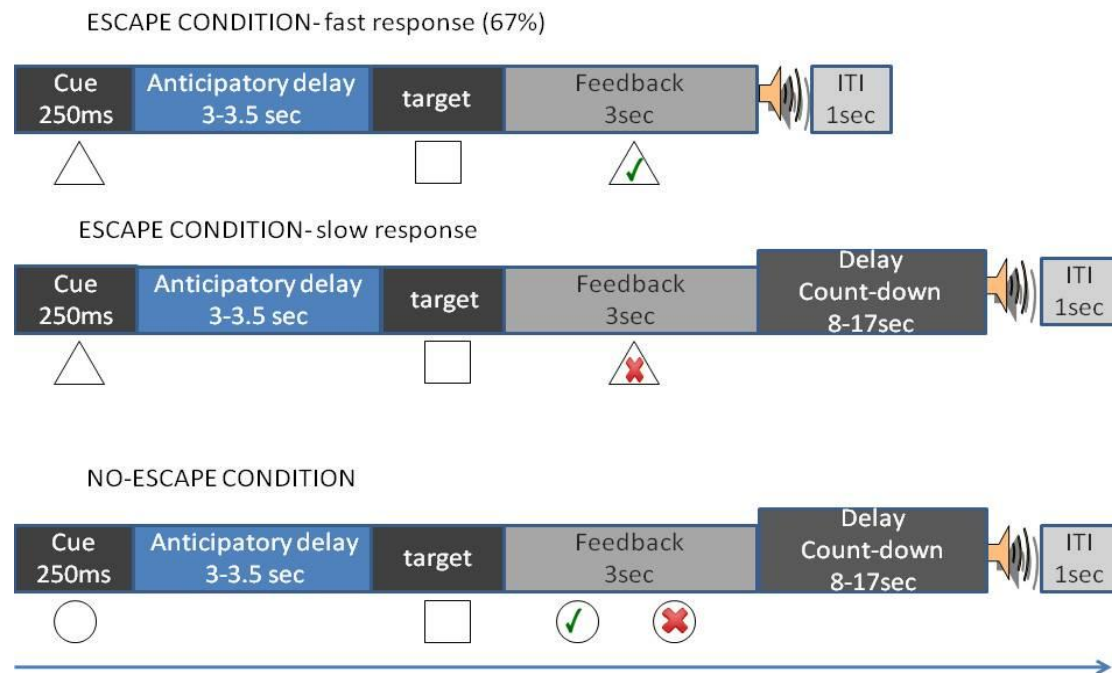 ESCAPE CONDITION- fast response (67%)
Cue
250ms
Anticipatory delay
3-3.5 sec
target
Feedback
3sec
ITI
1sec
ESCAPE CONDITION- slow response
Cue
250ms
Anticipatory delay
3-3.5 sec
target
Feedback
3sec
Delay
Count-down
8-17sec
ITI
1sec
NO-ESCAPE CONDITION
Cue
250ms
Anticipatory delay
3-3.5 sec
target
Feedback
3sec
Delay
Count-down
8-17sec
ITI
1sec